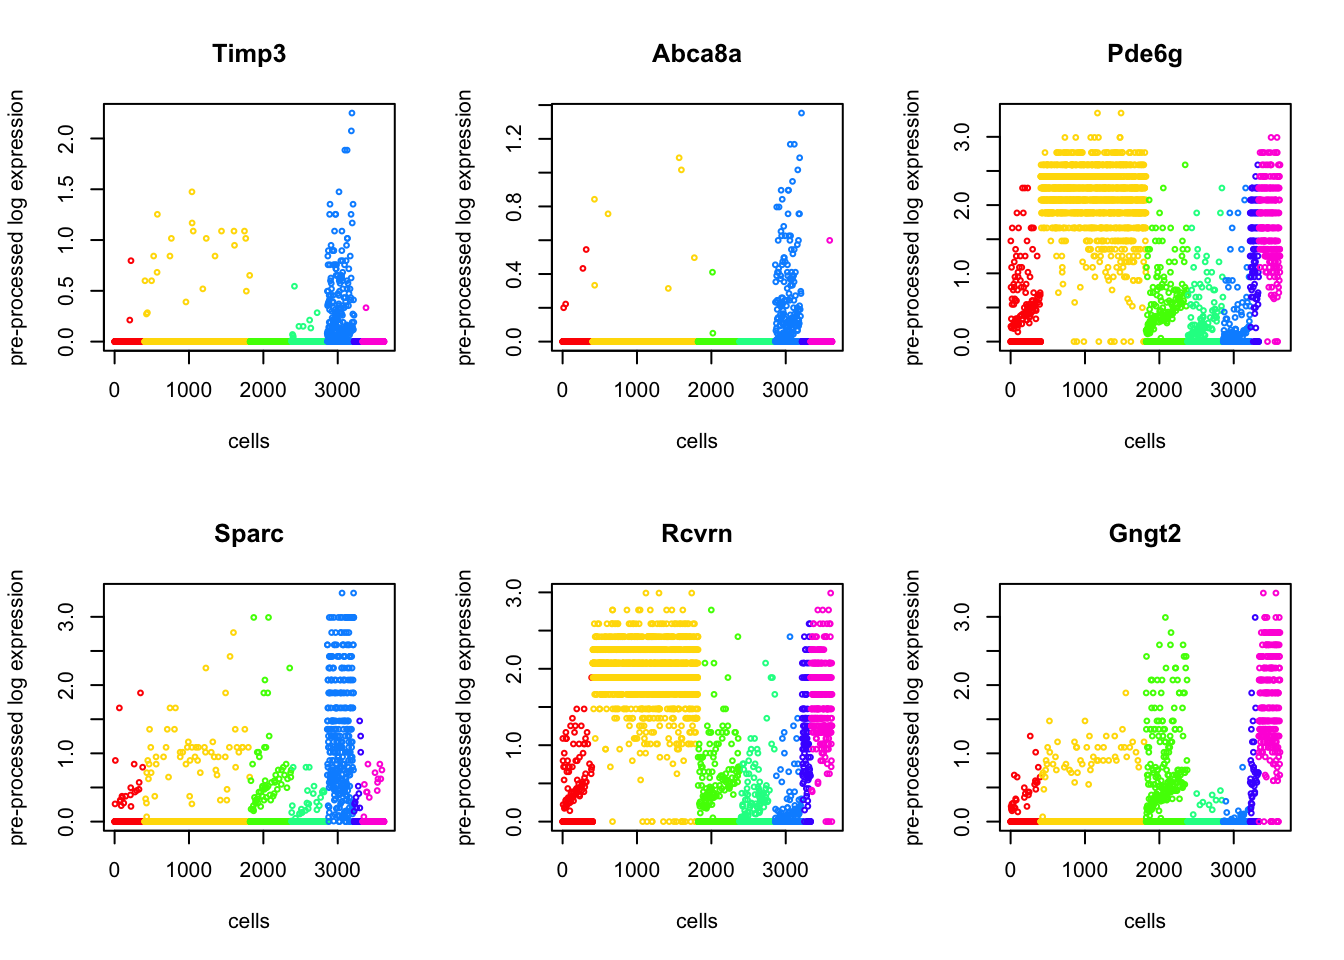 Timp3
pre-processed log expression
0.0 0.5 1.0 1.5 2.0
0 1000 2000 3000
cells
Abca8a
pre-processed log expression
0.0 0.4 0.8 1.2
0 1000 2000 3000
cells
Pde6g
pre-processed log expression
0.0 1.0 2.0 3.0
0 1000 2000 3000
cells
Sparc
pre-processed log expression
0.0 1.0 2.0 3.0
0 1000 2000 3000
cells
Rcvrn
pre-processed log expression
0.0 1.0 2.0 3.0
0 1000 2000 3000
cells
Gngt2
pre-processed log expression
0.0 1.0 2.0 3.0
0 1000 2000 3000
cells